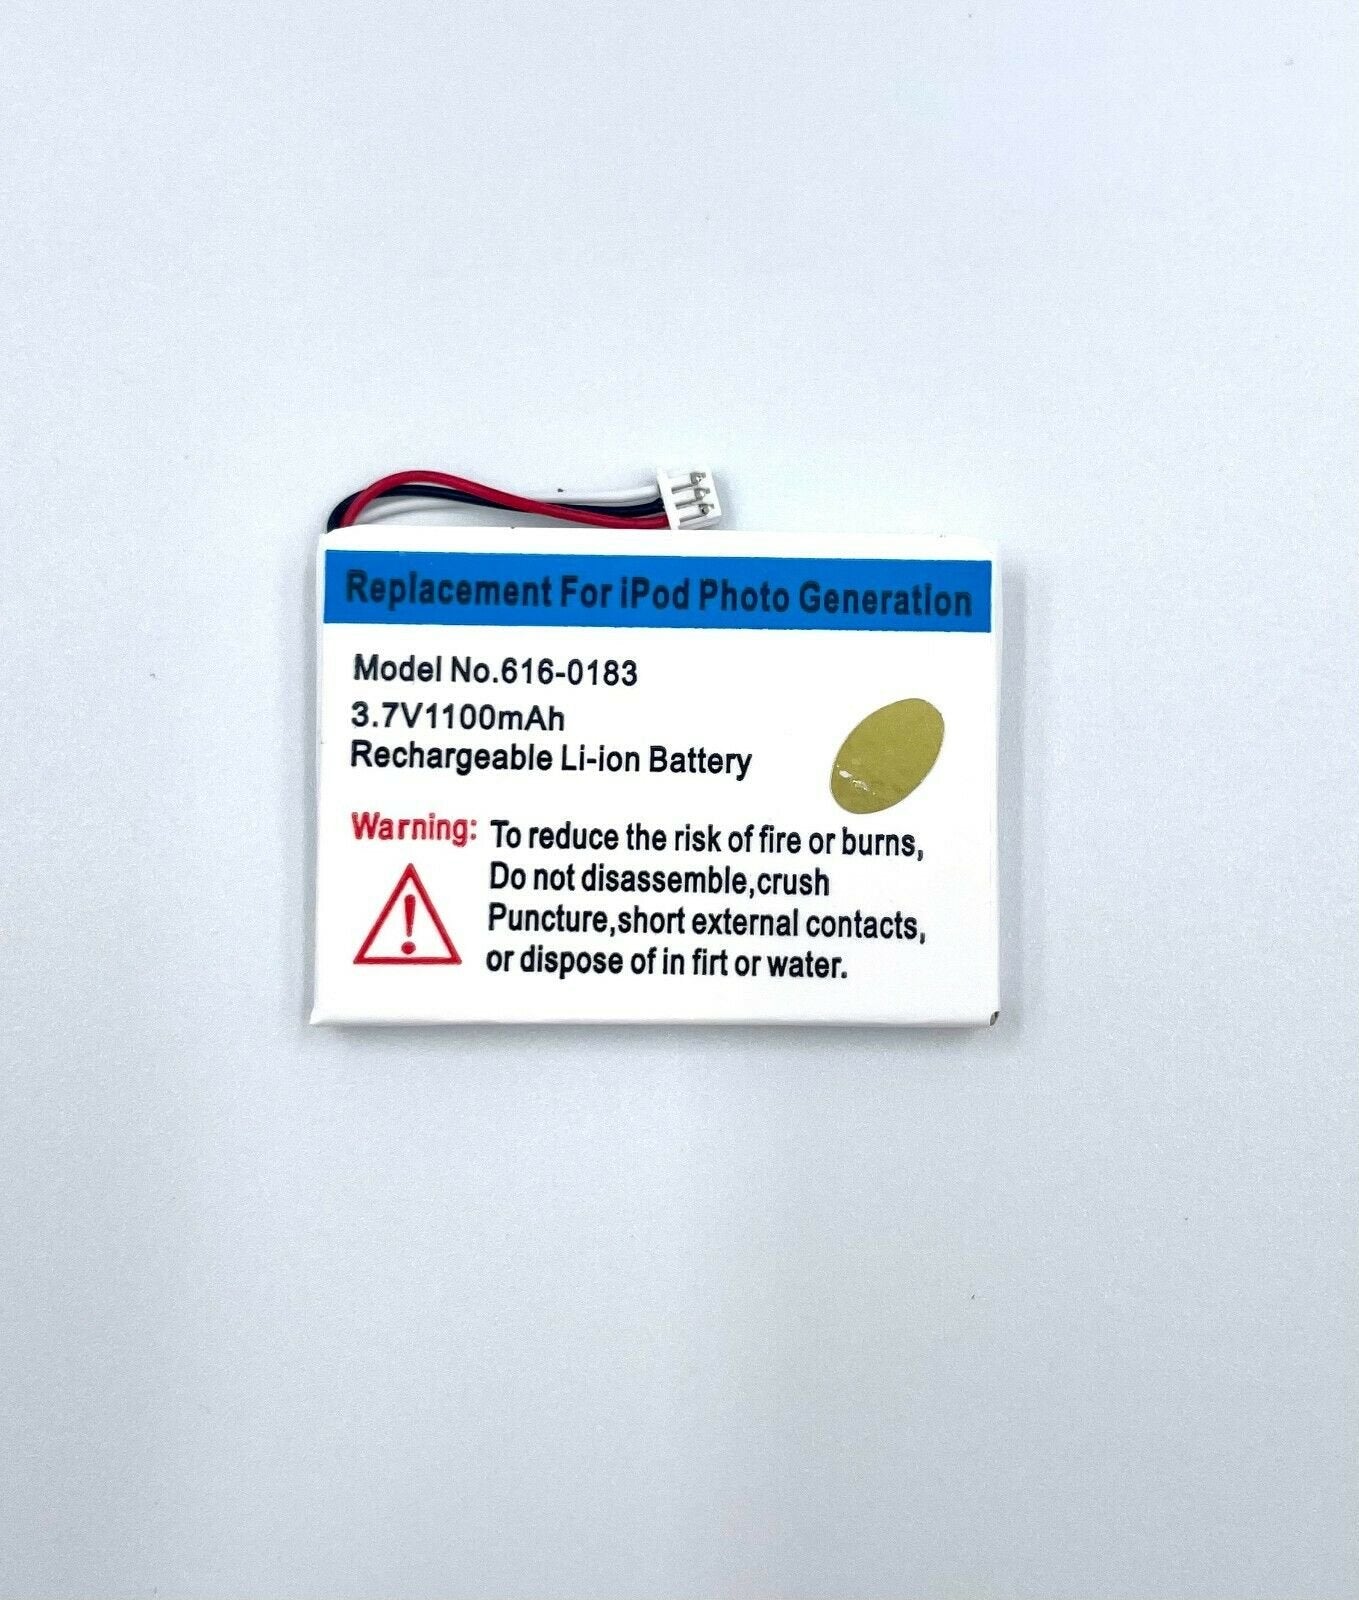 Replacement For iPod Photo Generation
Model No.616-0183
3.7V1100mAh
Rechargeable Li-ion Battery
Warning: To reduce the risk of fire or burns,
Do not disassemble,crush
Puncture,short external contacts,
or dispose of in firt or water.